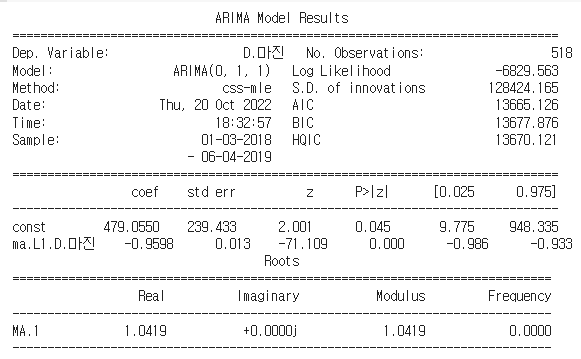 ARIMA Model Results
==============================================================================
Dep. Variable: D.마진 No. Observations: 518
Model: ARIMA(0, 1, 1) Log Likelihood -6829.563
Method: css-mle S.D. of innovations 128424.165
Date: Thu, 20 Oct 2022 AIC 13665.126
Time: 18:32:57 BIC 13677.876
Sample: 01-03-2018 HQIC 13670.121
- 06-04-2019
==============================================================================
coef std err z P>|z| [0.025 0.975]
------------------------------------------------------------------------------
const 479.0550 239.433 2.001 0.045 9.775 948.335
ma.L1.D.마진 -0.9598 0.013 -71.109 0.000 -0.986 -0.933
Roots
==============================================================================
Real Imaginary Modulus Frequency
------------------------------------------------------------------------------
MA.1 1.0419 +0.0000j 1.0419 0.0000
------------------------------------------------------------------------------